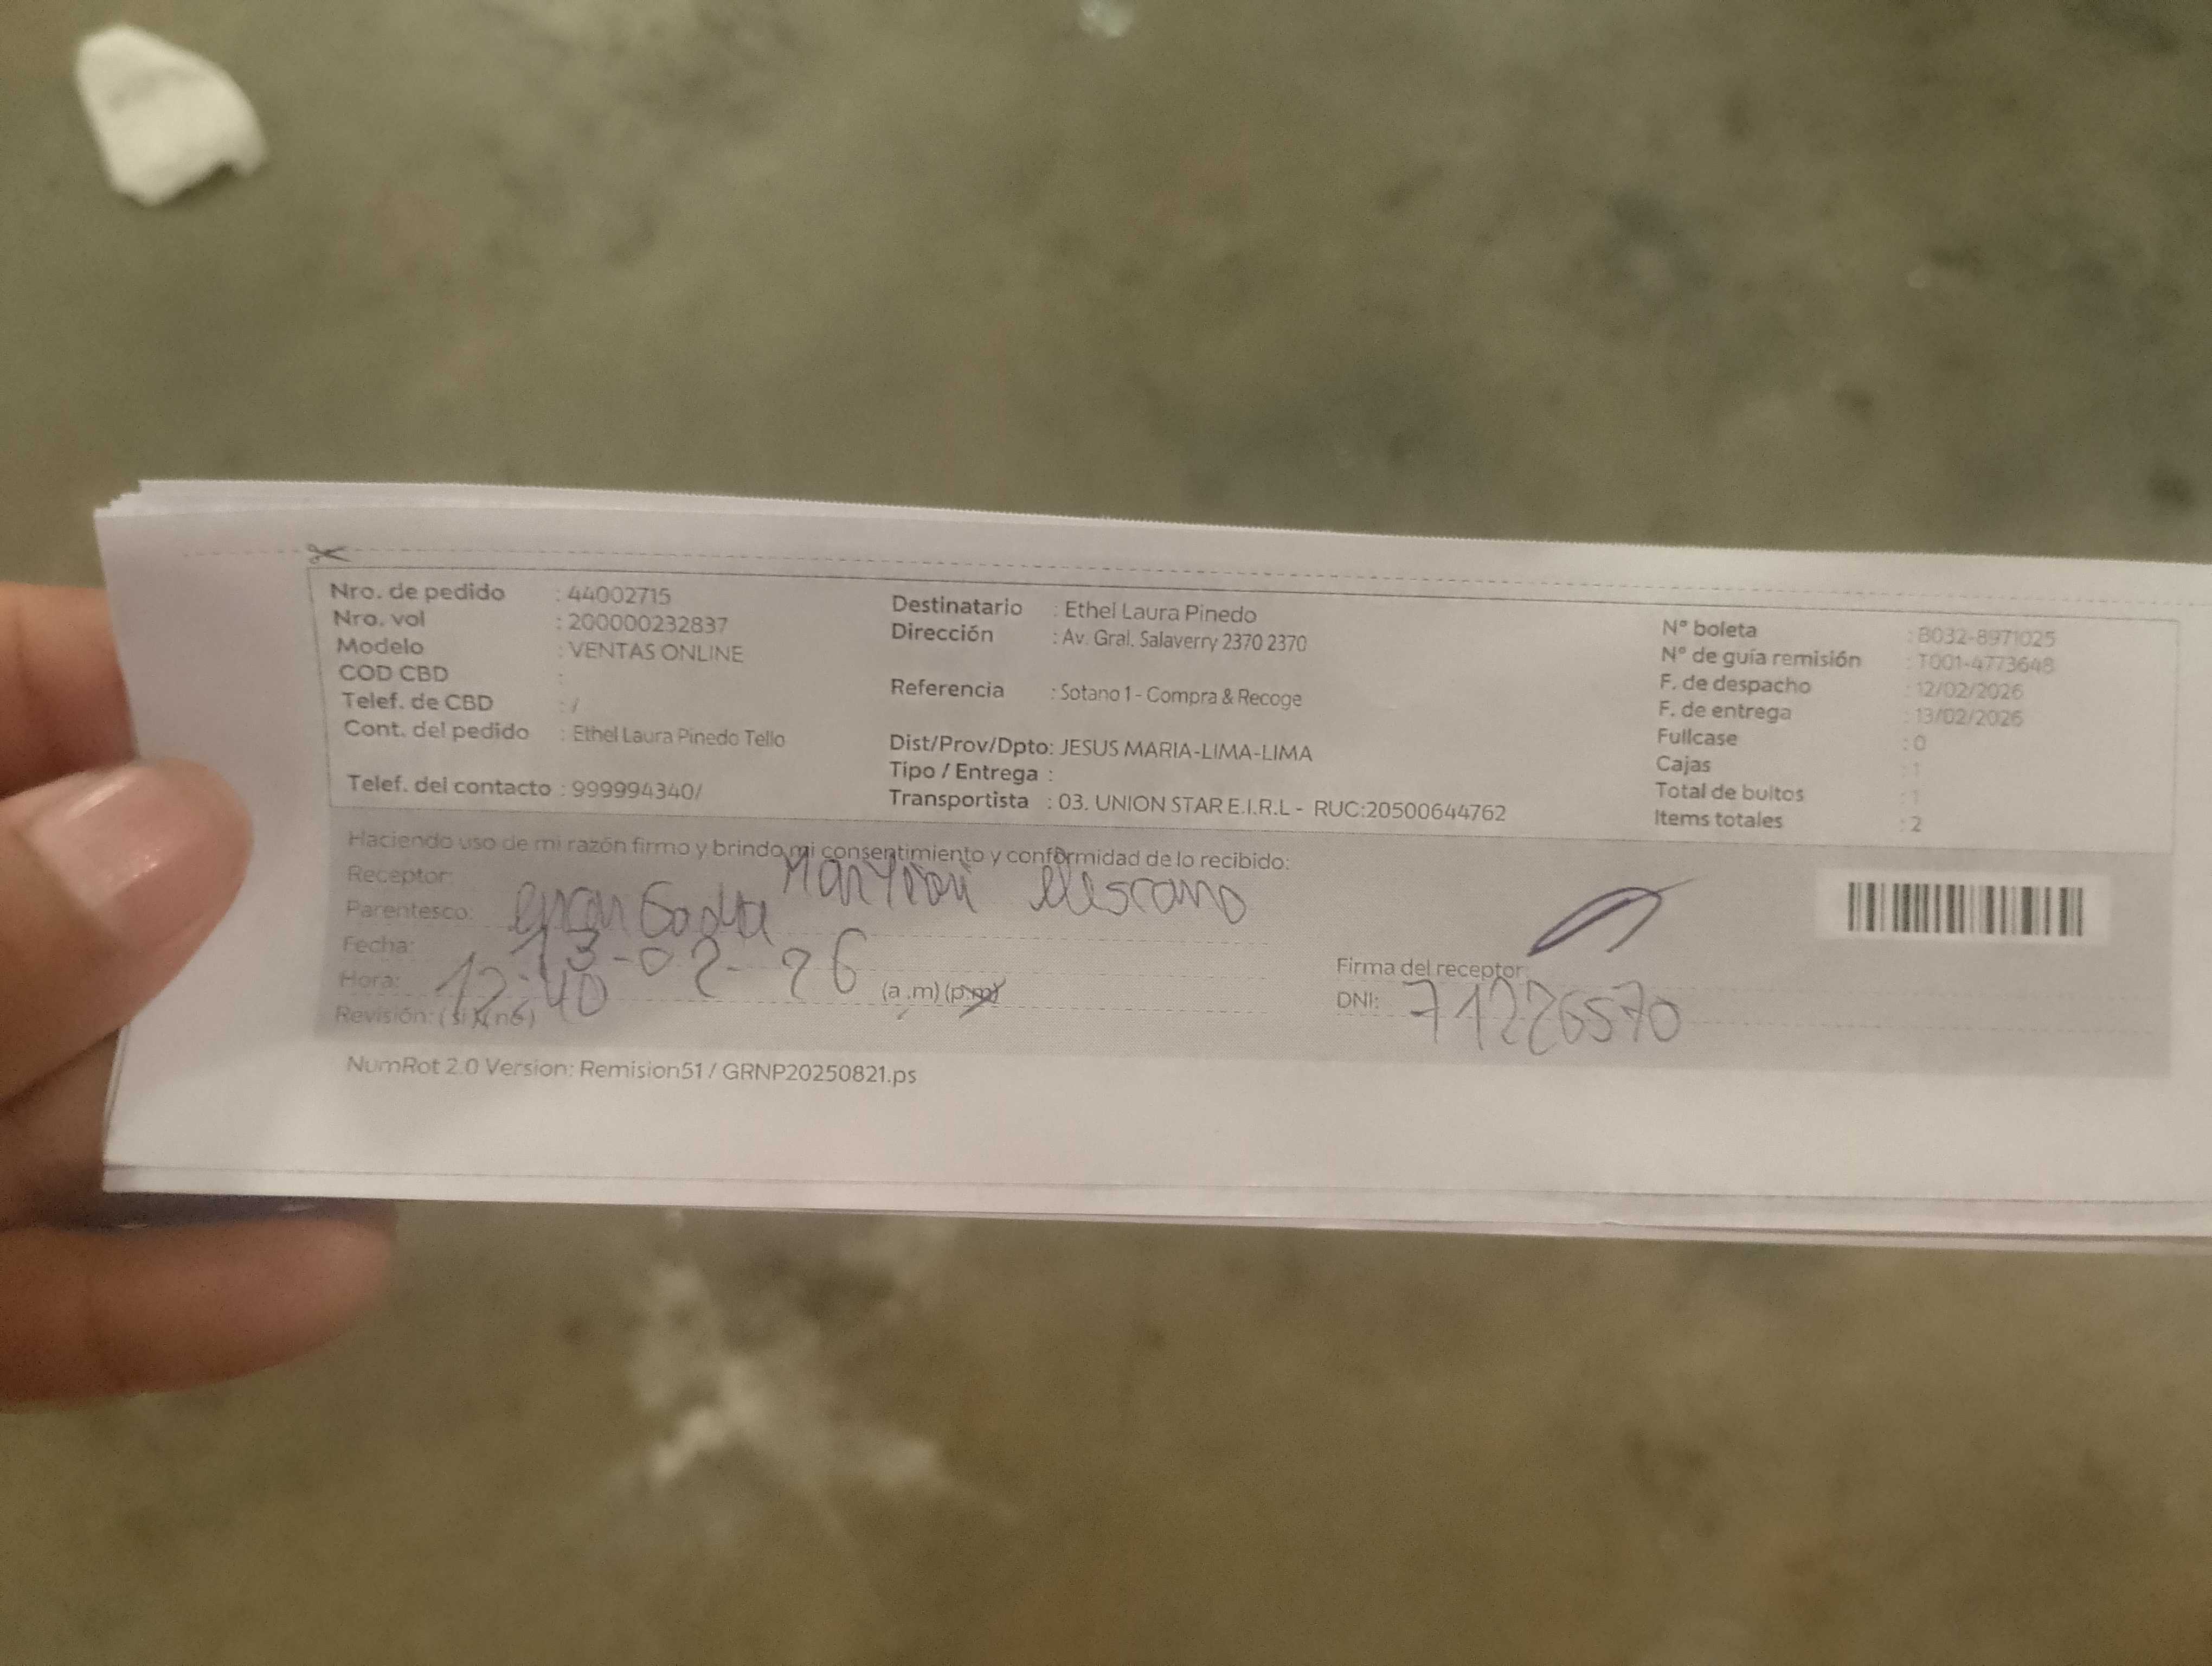 Nro. de pedido : 44002715
Nro. vol : 200000232837
Modelo : VENTAS ONLINE
COD CBD :
Telef. de CBD : /
Cont. del pedido : Ethel Laura Pinedo Tello
Telef. del contacto : 999994340/
Destinatario : Ethel Laura Pinedo
Dirección : Av. Gral. Salaverry 2370 2370
Referencia : Sotano 1 - Compra & Recoge
Dist/Prov/Dpto: JESUS MARIA-LIMA-LIMA
Tipo / Entrega :
Transportista : 03. UNION STAR E.I.R.L - RUC:20500644762
N° boleta : B032-8971025
N° de guía remisión : T001-4773648
F. de despacho : 12/02/2026
F. de entrega : 13/02/2026
Fullcase : 0
Cajas : 1
Total de bultos : 1
Items totales : 2
Haciendo uso de mi razón firmo y brindo mi consentimiento y conformidad de lo recibido:
Receptor:
Parentesco:
Fecha: 13-02-26
Hora: 12:40 (a.m) (p.m)
Revisión: (si) (no)
Firma del receptor:
DNI: 71226570
NumRot 2.0 Version: Remision51 / GRNP20250821.ps